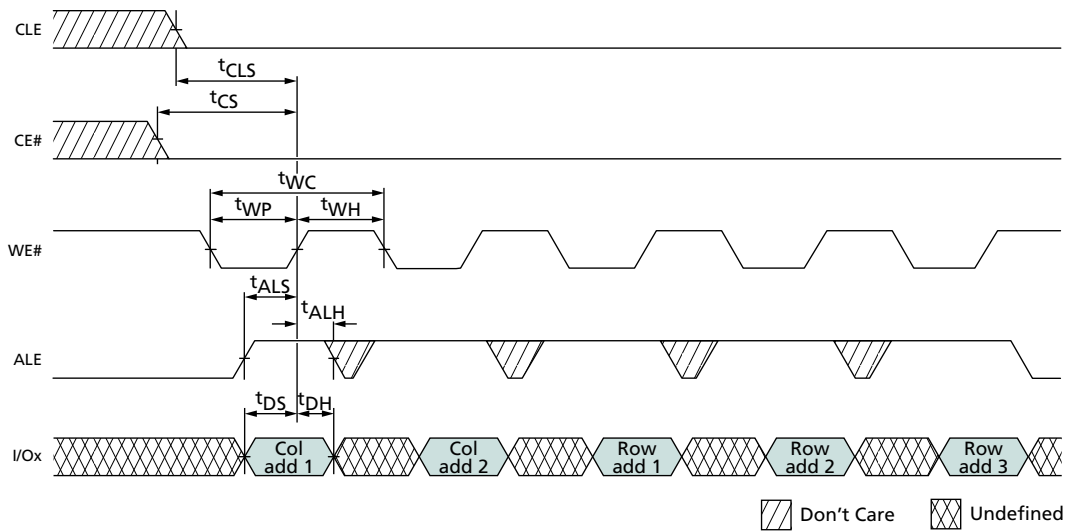 CLE
tCLS
tCS
CE#
tWC
tWP
tWH
WE#
tALS
tALH
ALE
tDS
tDH
I/Ox
Col
add 1
Col
add 2
Row
add 1
Row
add 2
Row
add 3
Don't Care
Undefined